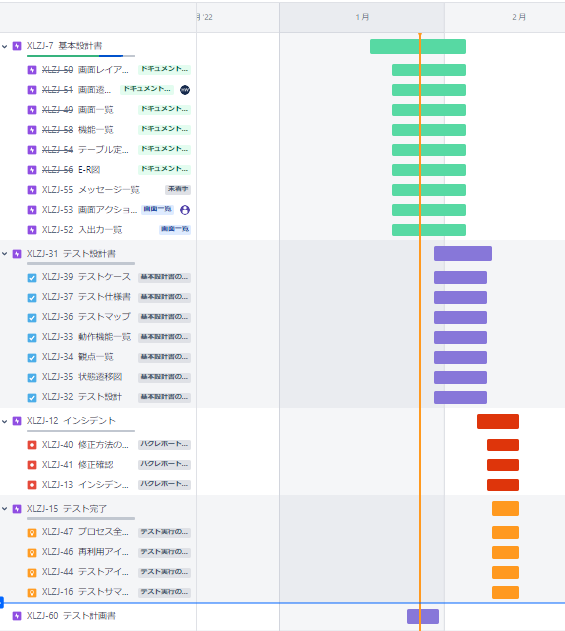 月 '22 1 月 2 月
XLZJ-7 基本設計書
XLZJ-50 画面レイア... ドキュメント...
XLZJ-51 画面遷... ドキュメント...
XLZJ-49 画面一覧 ドキュメント...
XLZJ-58 機能一覧 ドキュメント...
XLZJ-54 テーブル定... ドキュメント...
XLZJ-56 E-R図 ドキュメント...
XLZJ-55 メッセージ一覧 未着手
XLZJ-53 画面アクショ... 画面一覧
XLZJ-52 入出力一覧 画面一覧
XLZJ-31 テスト設計書
XLZJ-39 テストケース 基本設計書の...
XLZJ-37 テスト仕様書 基本設計書の...
XLZJ-36 テストマップ 基本設計書の...
XLZJ-33 動作機能一覧 基本設計書の...
XLZJ-34 観点一覧 基本設計書の...
XLZJ-35 状態遷移図 基本設計書の...
XLZJ-32 テスト設計 基本設計書の...
XLZJ-12 インシデント
XLZJ-40 修正方法の... バグレポート...
XLZJ-41 修正確認 バグレポート...
XLZJ-13 インシデン... バグレポート...
XLZJ-15 テスト完了
XLZJ-47 プロセス全... テスト実行の...
XLZJ-46 再利用アイ... テスト実行の...
XLZJ-44 テストアイ... テスト実行の...
XLZJ-16 テストサマ... テスト実行の...
XLZJ-60 テスト計画書